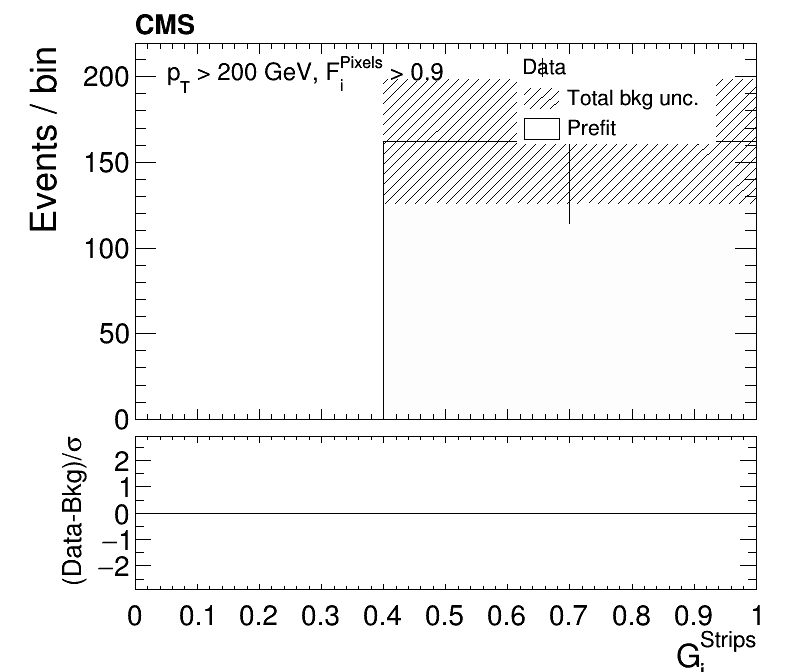 CMS
p_T > 200 GeV, F_i^Pixels > 0.9
Data
Total bkg unc.
Prefit
Events / bin
200
150
100
50
0
(Data-Bkg)/σ
2
1
0
−1
−2
0 0.1 0.2 0.3 0.4 0.5 0.6 0.7 0.8 0.9 1
G_i^Strips